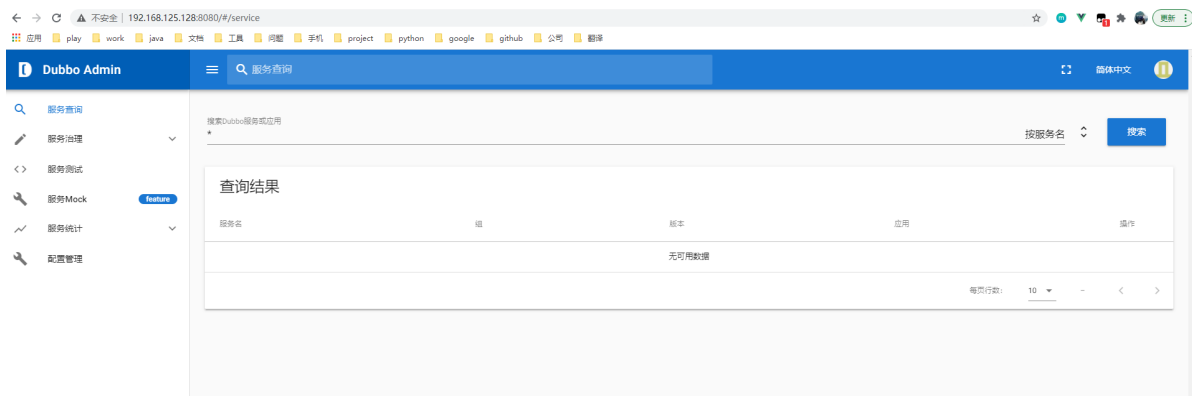 不安全 | 192.168.125.128:8080/#/service
更新
应用 play work java 文档 工具 问题 手机 project python google github 公司 翻译
Dubbo Admin
服务查询
简体中文
服务查询
服务治理
服务测试
服务Mock feature
服务统计
配置管理
搜索Dubbo服务或应用
* 按服务名 搜索
查询结果
服务名 组 版本 应用 操作
无可用数据
每页行数: 10 –